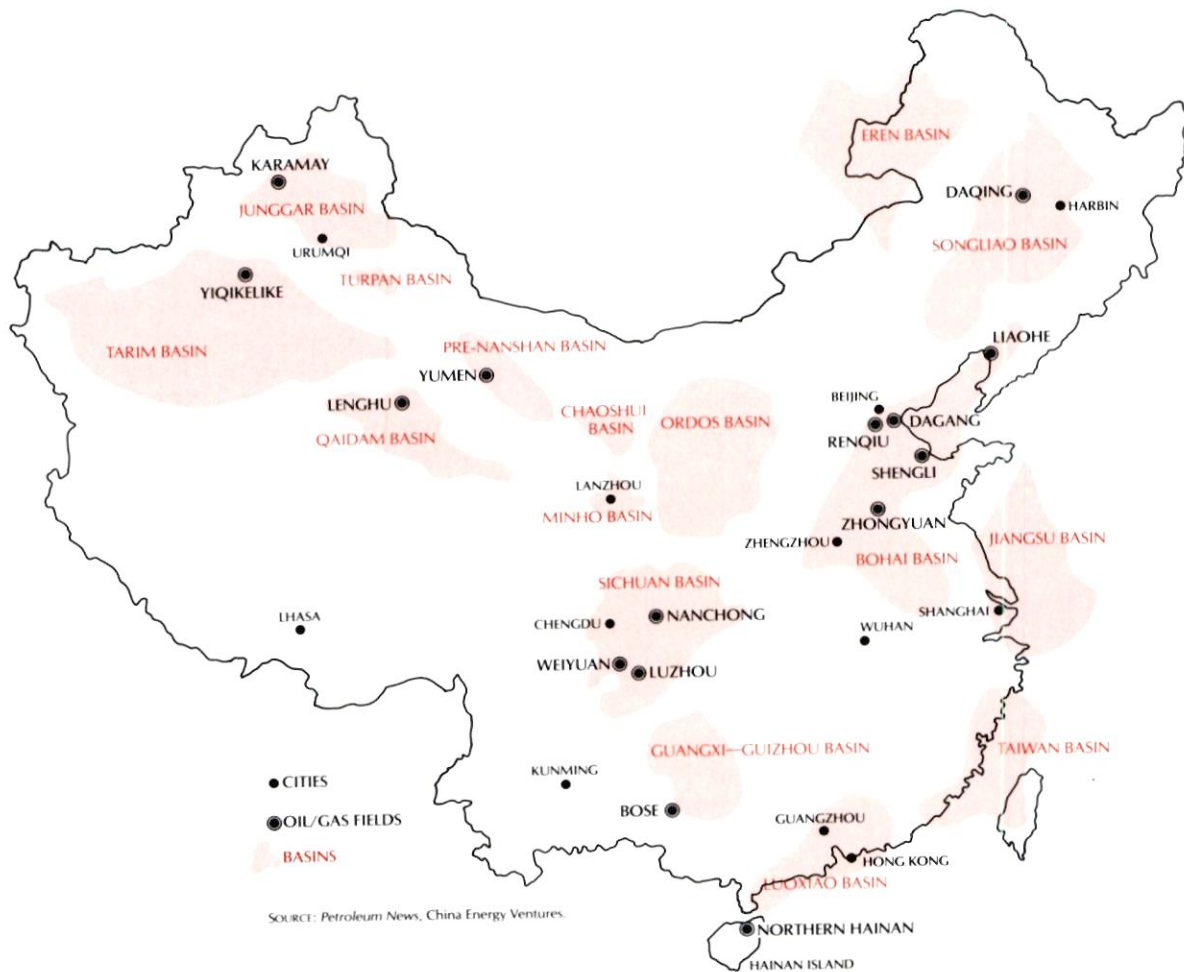 EREN BASIN
KARAMAY
DAQING
JUNGGAR BASIN
HARBIN
URUMQI
SONGLIAO BASIN
TURPAN BASIN
YIQIKELIKE
LIAOHE
TARIM BASIN
PRE-NANSHAN BASIN
YUMEN
BEIJING
LENGHU
CHAOSHUI
BASIN
ORDOS BASIN
DAGANG
QAIDAM BASIN
RENQIU
SHENGLI
LANZHOU
MINHO BASIN
ZHONGYUAN
ZHENGZHOU
JIANGSU BASIN
BOHAI BASIN
SICHUAN BASIN
LHASA
CHENGDU
NANCHONG
SHANGHAI
WUHAN
WEIYUAN
LUZHOU
GUANGXI—GUIZHOU BASIN
TAIWAN BASIN
KUNMING
CITIES
BOSE
GUANGZHOU
OIL/GAS FIELDS
BASINS
HONG KONG
LUOXIAO BASIN
SOURCE: Petroleum News, China Energy Ventures.
NORTHERN HAINAN
HAINAN ISLAND